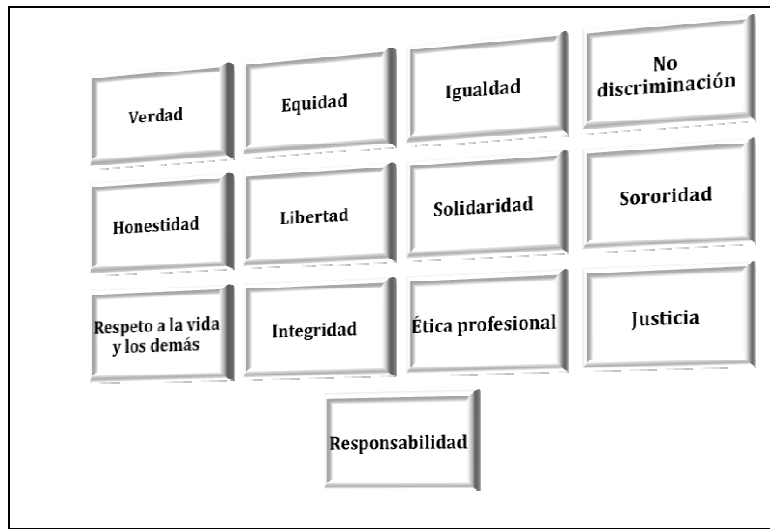 Verdad
Equidad
Igualdad
No
discriminación
Honestidad
Libertad
Solidaridad
Sororidad
Respeto a la vida
y los demás
Integridad
Ética profesional
Justicia
Responsabilidad